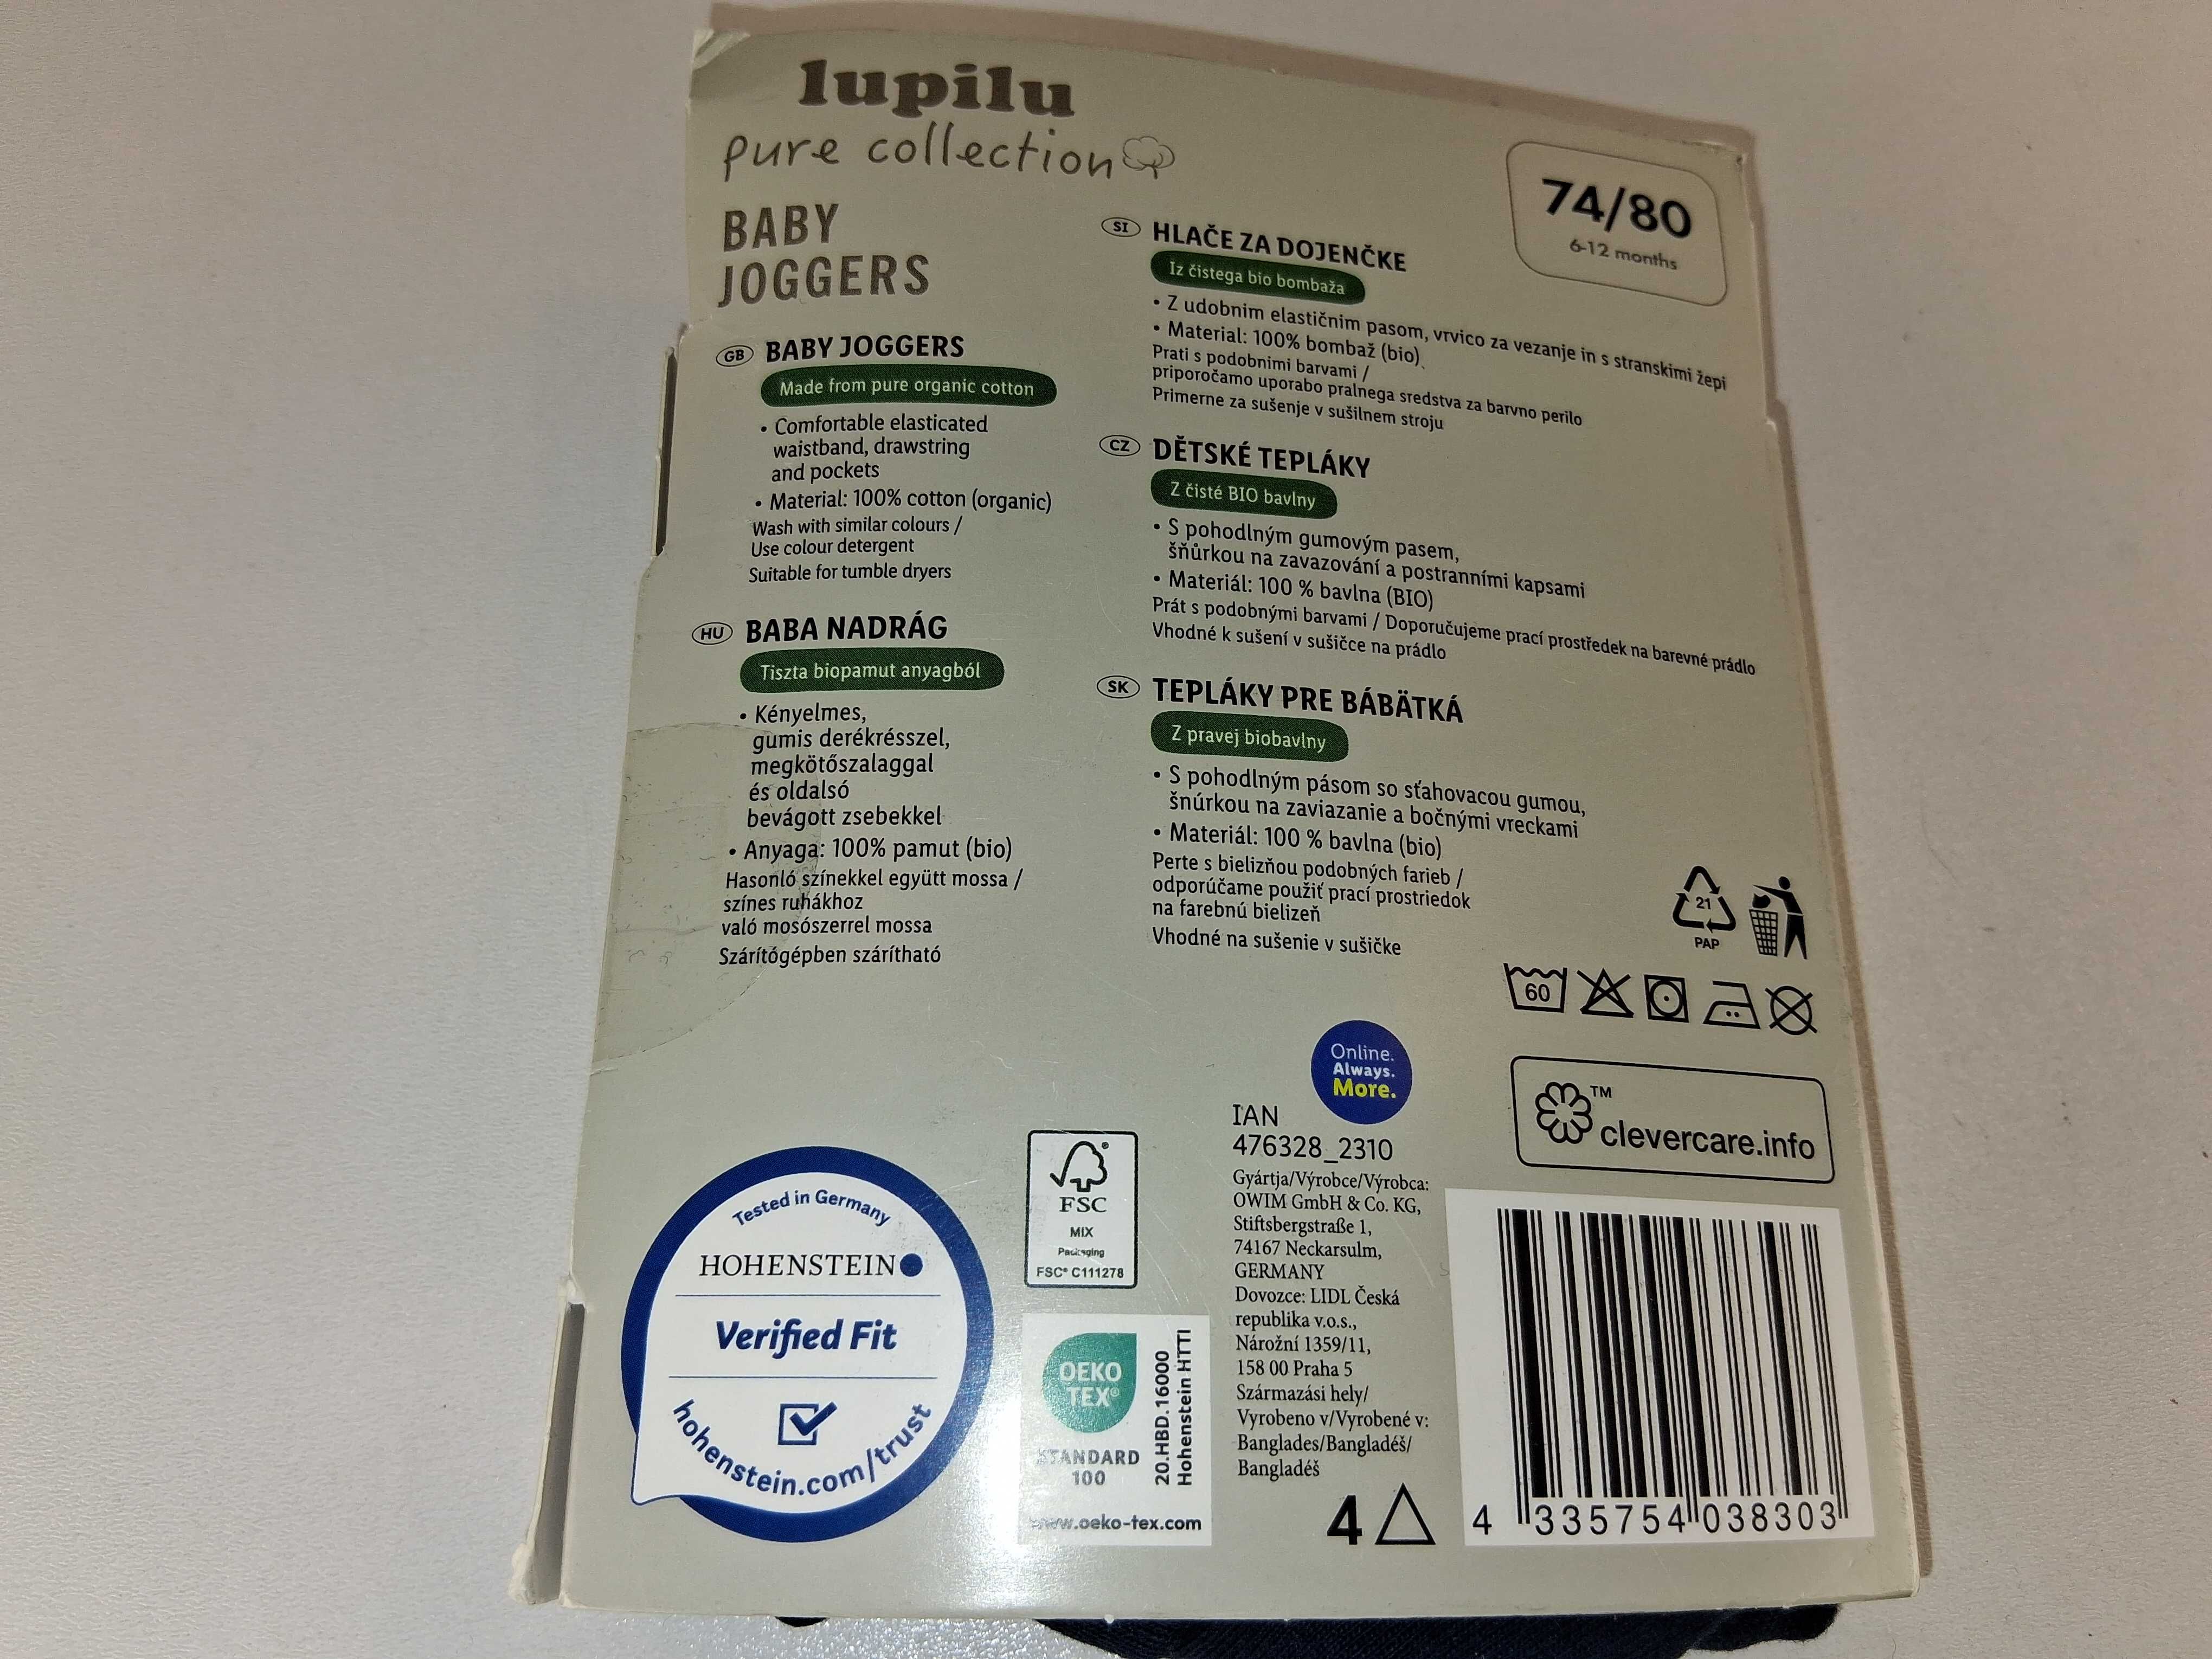 lupilu
pure collection
BABY
JOGGERS
74/80
6-12 months
GB BABY JOGGERS
Made from pure organic cotton
• Comfortable elasticated
waistband, drawstring
and pockets
• Material: 100% cotton (organic)
Wash with similar colours /
Use colour detergent
Suitable for tumble dryers
HU BABA NADRÁG
Tiszta biopamut anyagból
• Kényelmes,
gumis derékrésszel,
megkötőszalaggal
és oldalsó
bevágott zsebekkel
• Anyaga: 100% pamut (bio)
Hasonló színekkel együtt mossa /
színes ruhákhoz
való mosószerrel mossa
Szárítógépben szárítható
SI HLAČE ZA DOJENČKE
Iz čistega bio bombaža
• Z udobnim elastičnim pasom, vrvico za vezanje in s stranskimi žepi
• Material: 100% bombaž (bio)
Prati s podobnimi barvami /
priporočamo uporabo pralnega sredstva za barvno perilo
Primerne za sušenje v sušilnem stroju
CZ DĚTSKÉ TEPLÁKY
Z čisté BIO bavlny
• S pohodlným gumovým pasem,
šňůrkou na zavazování a postranními kapsami
• Materiál: 100 % bavlna (BIO)
Prát s podobnými barvami / Doporučujeme prací prostředek na barevné prádlo
Vhodné k sušení v sušičce na prádlo
SK TEPLÁKY PRE BÁBÄTKÁ
Z pravej biobavlny
• S pohodlným pásom so sťahovacou gumou,
šnúrkou na zaviazanie a bočnými vreckami
• Materiál: 100 % bavlna (bio)
Perte s bielizňou podobných farieb /
odporúčame použiť prací prostriedok
na farebnú bielizeň
Vhodné na sušenie v sušičke
21
PAP
60
Online.
Always.
More.
™
clevercare.info
IAN
476328_2310
Gyártja/Výrobce/Výrobca:
OWIM GmbH & Co. KG,
Stiftsbergstraße 1,
74167 Neckarsulm,
GERMANY
Dovozce: LIDL Česká
republika v.o.s.,
Nárožní 1359/11,
158 00 Praha 5
Származási hely/
Vyrobeno v/Vyrobené v:
Banglades/Bangladéš/
Bangladéš
4
Tested in Germany
HOHENSTEIN
Verified Fit
hohenstein.com/trust
FSC
MIX
Packaging
FSC® C111278
OEKO
TEX®
STANDARD
100
20.HBD.16000
Hohenstein HTTI
www.oeko-tex.com
4 335754 038303